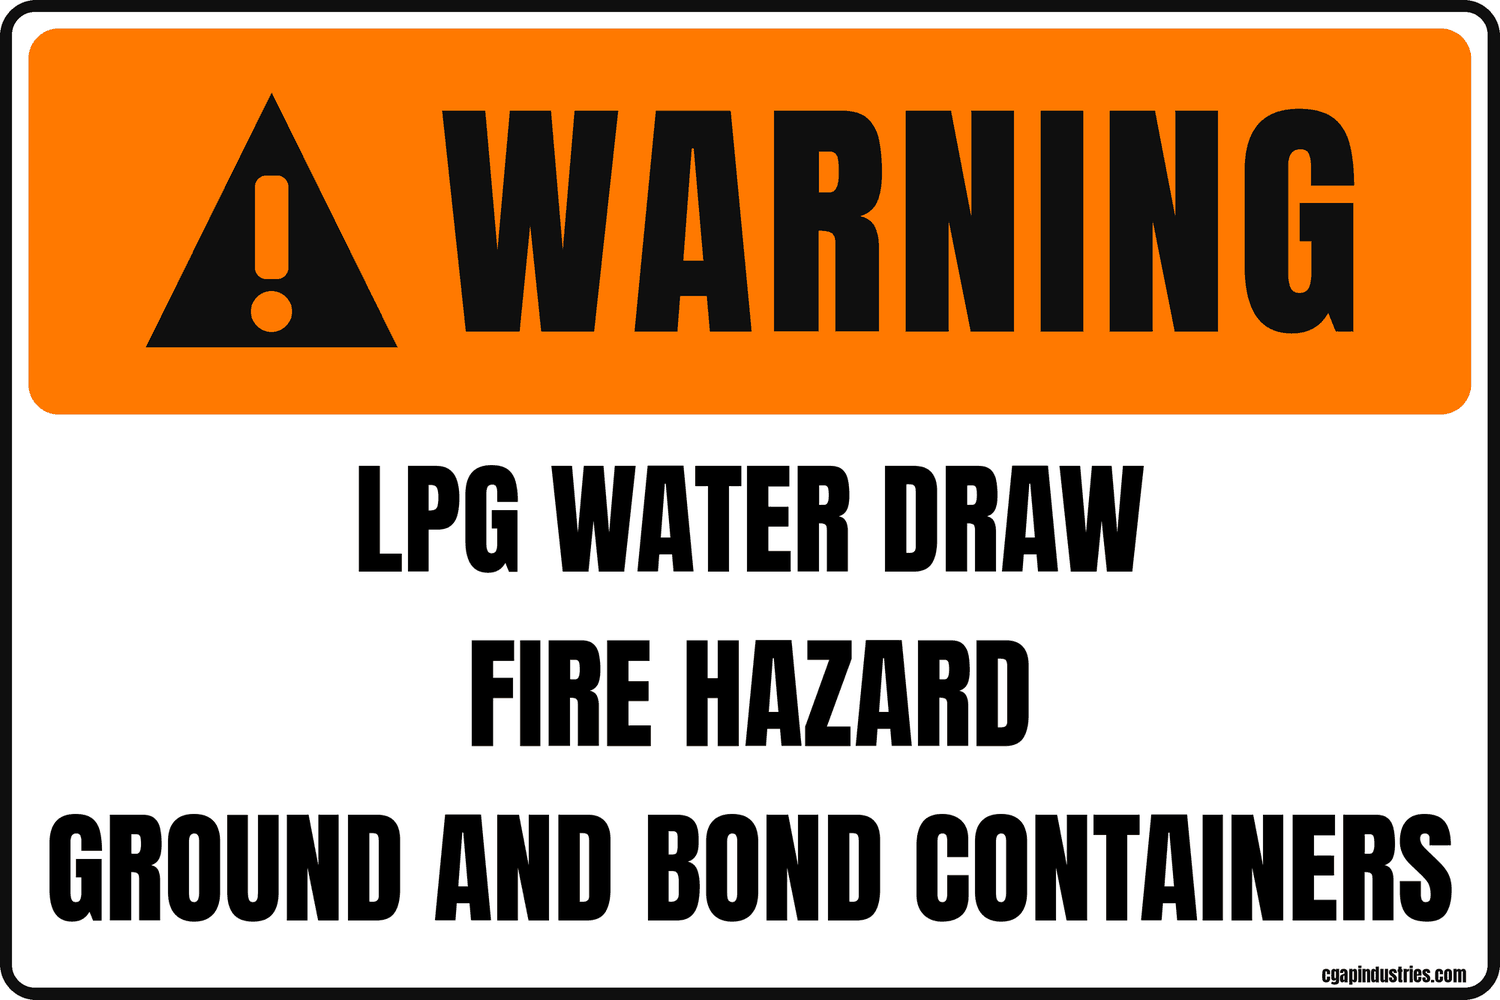 WARNING
LPG WATER DRAW
FIRE HAZARD
GROUND AND BOND CONTAINERS
cgapindustries.com